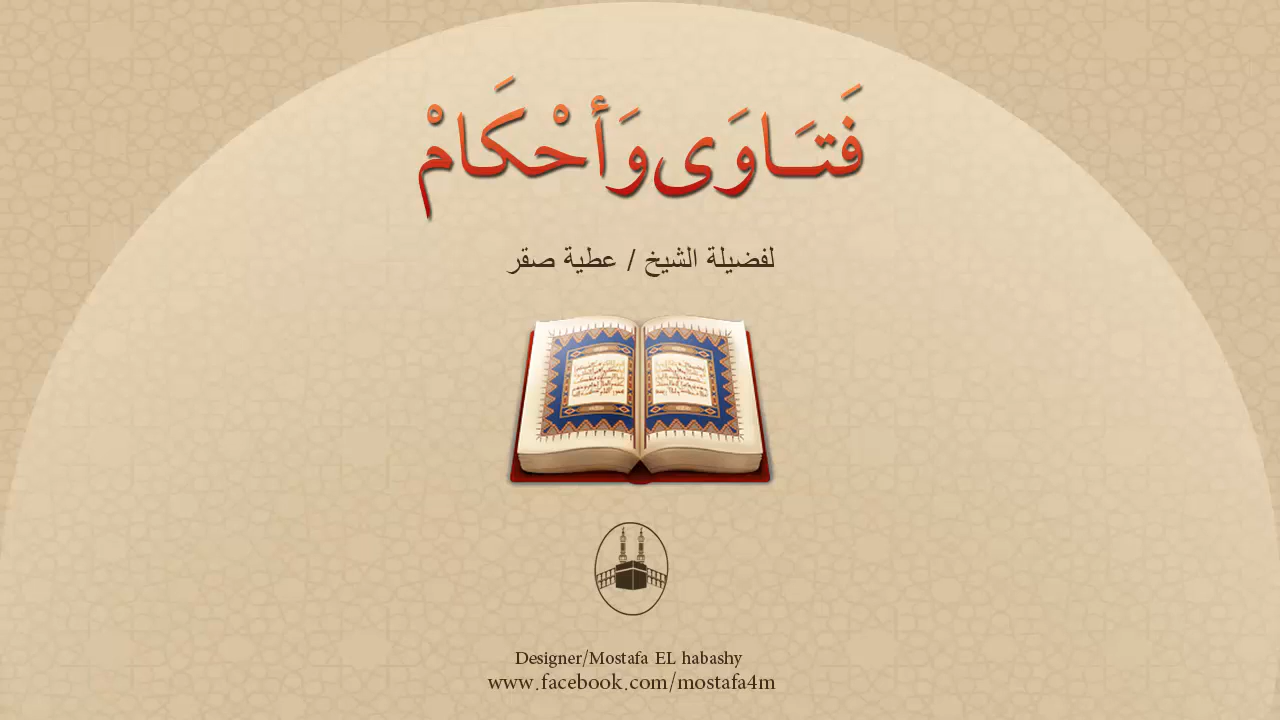 فَتَاوَى وَأَحْكَامْ
لفضيلة الشيخ / عطية صقر
Designer/Mostafa EL habashy
www.facebook.com/mostafa4m